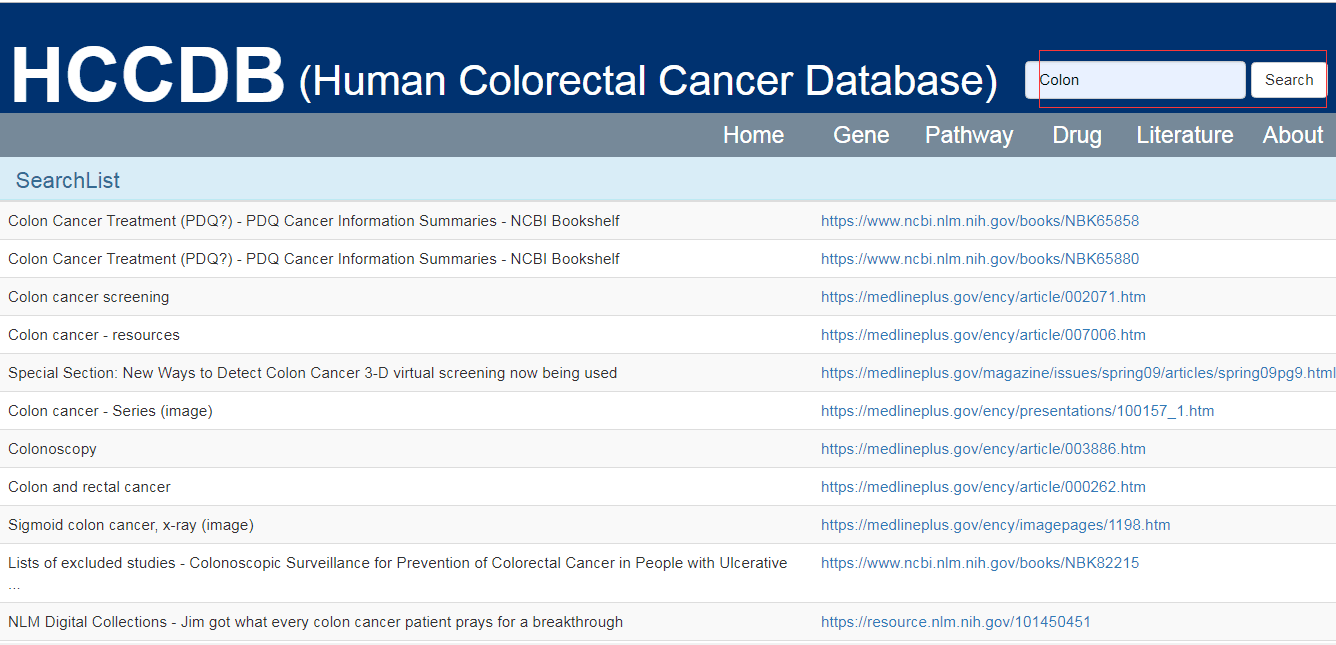 HCCDB (Human Colorectal Cancer Database) Colon Search
Home Gene Pathway Drug Literature About
SearchList
Colon Cancer Treatment (PDQ?) - PDQ Cancer Information Summaries - NCBI Bookshelf https://www.ncbi.nlm.nih.gov/books/NBK65858
Colon Cancer Treatment (PDQ?) - PDQ Cancer Information Summaries - NCBI Bookshelf https://www.ncbi.nlm.nih.gov/books/NBK65880
Colon cancer screening https://medlineplus.gov/ency/article/002071.htm
Colon cancer - resources https://medlineplus.gov/ency/article/007006.htm
Special Section: New Ways to Detect Colon Cancer 3-D virtual screening now being used https://medlineplus.gov/magazine/issues/spring09/articles/spring09pg9.html
Colon cancer - Series (image) https://medlineplus.gov/ency/presentations/100157_1.htm
Colonoscopy https://medlineplus.gov/ency/article/003886.htm
Colon and rectal cancer https://medlineplus.gov/ency/article/000262.htm
Sigmoid colon cancer, x-ray (image) https://medlineplus.gov/ency/imagepages/1198.htm
Lists of excluded studies - Colonoscopic Surveillance for Prevention of Colorectal Cancer in People with Ulcerative https://www.ncbi.nlm.nih.gov/books/NBK82215
...
NLM Digital Collections - Jim got what every colon cancer patient prays for a breakthrough https://resource.nlm.nih.gov/101450451